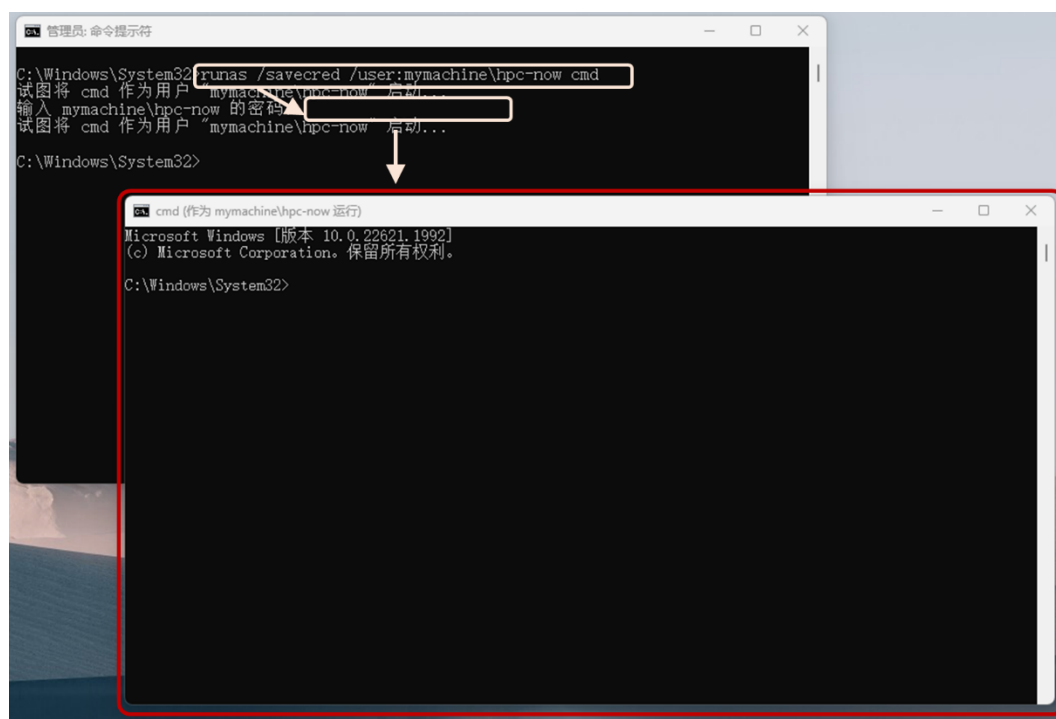 管理员: 命令提示符
C:\Windows\System32>runas /savecred /user:mymachine\hpc-now cmd
试图将 cmd 作为用户 "mymachine\hpc-now" 启动...
输入 mymachine\hpc-now 的密码
试图将 cmd 作为用户 "mymachine\hpc-now" 启动...
C:\Windows\System32>
cmd (作为 mymachine\hpc-now 运行)
Microsoft Windows [版本 10.0.22621.1992]
(c) Microsoft Corporation。保留所有权利。
C:\Windows\System32>